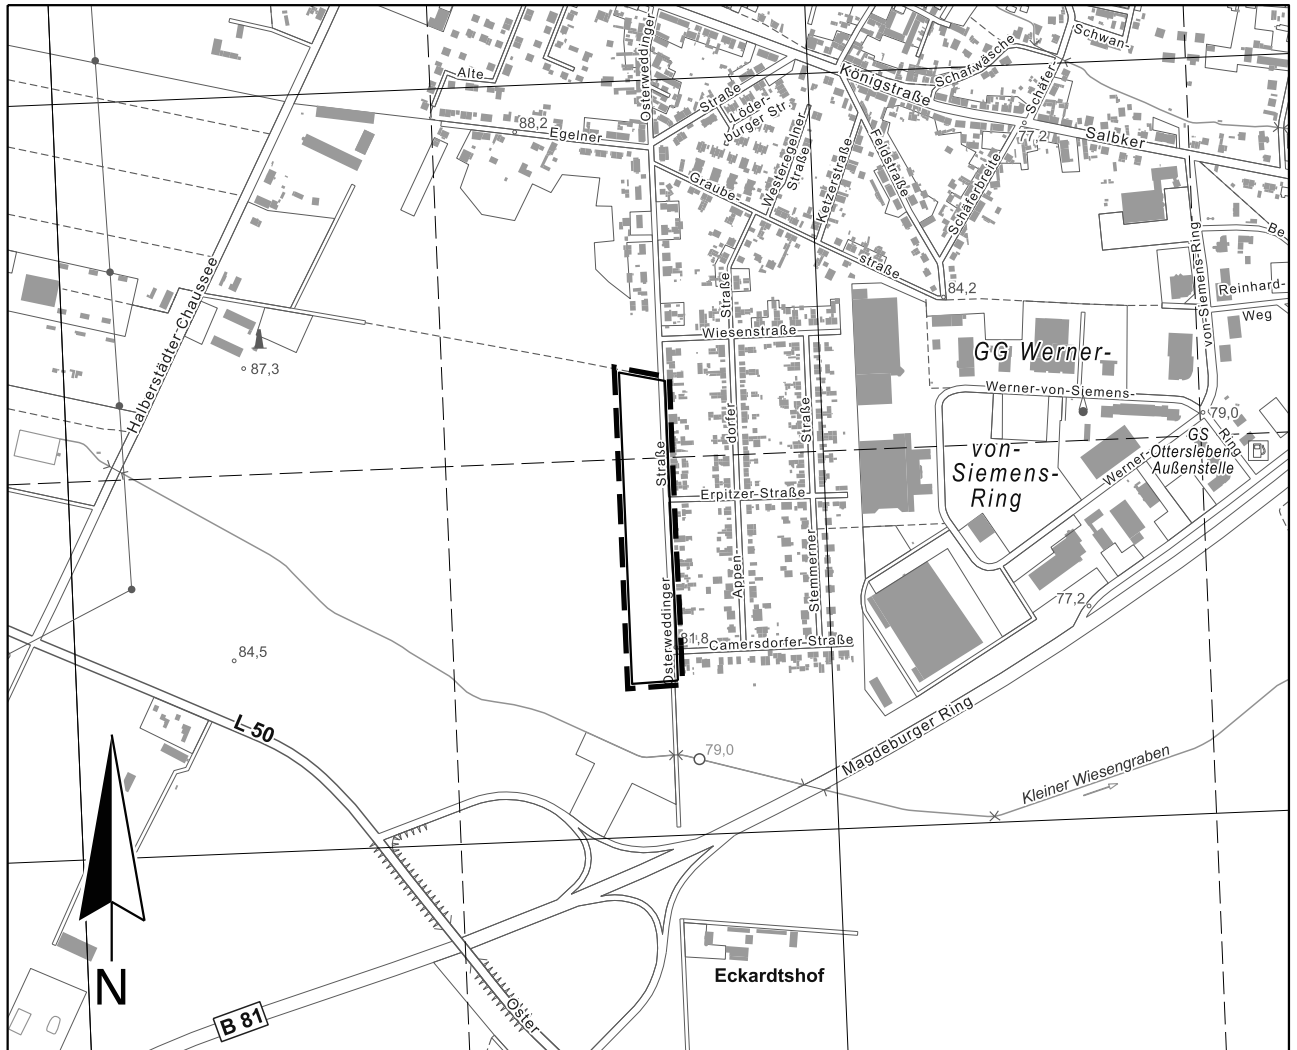 Schwan-
Osterweddinger
Alte
Königstraße
Schafwäsche
Schäfer-
Straße
Löder-
burger Str
88,2
Egelner
77,2
Salbker
Westeregelner
Straße
Ketzerstraße
Feldstraße
Schäferbreite
Graube-
straße
84,2
Be
Reinhard-
Weg
von-Siemens-Ring
Halberstädter Chaussee
87,3
Straße
Wiesenstraße
GG Werner-
Werner-von-Siemens-
79,0
Ring
GS
Ottersleben
Außenstelle
von-
Siemens-
Ring
Werner-
dorfer
Straße
Straße
Erpitzer Straße
Appen-
Stemmerner
Osterweddinger
77,2
81,8
Camersdorfer Straße
84,5
L 50
Magdeburger Ring
79,0
Kleiner Wiesengraben
N
B 81
Oster
Eckardtshof